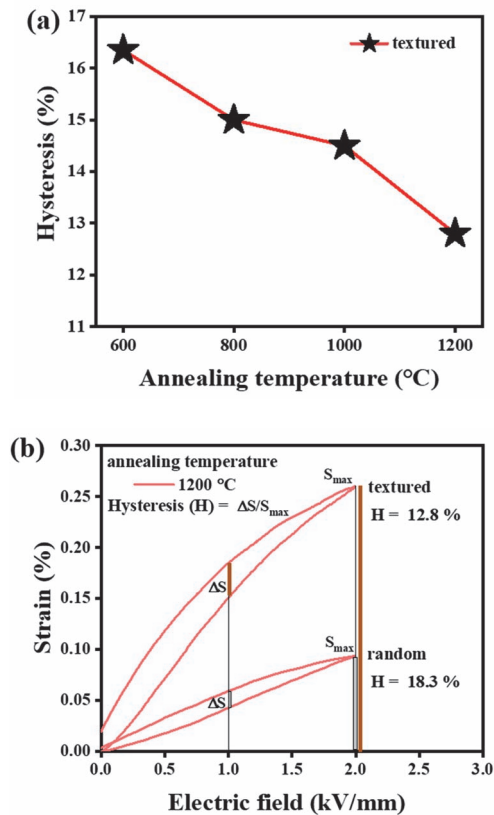 (a)
17
16
15
14
13
12
11
Hysteresis (%)
textured
600 800 1000 1200
Annealing temperature (°C)
(b)
0.30
0.25
0.20
0.15
0.10
0.05
0.00
Strain (%)
annealing temperature
1200 °C
Hysteresis (H) = ΔS/Smax
Smax
textured
H = 12.8 %
ΔS
Smax
random
H = 18.3 %
ΔS
0.0 0.5 1.0 1.5 2.0 2.5 3.0
Electric field (kV/mm)